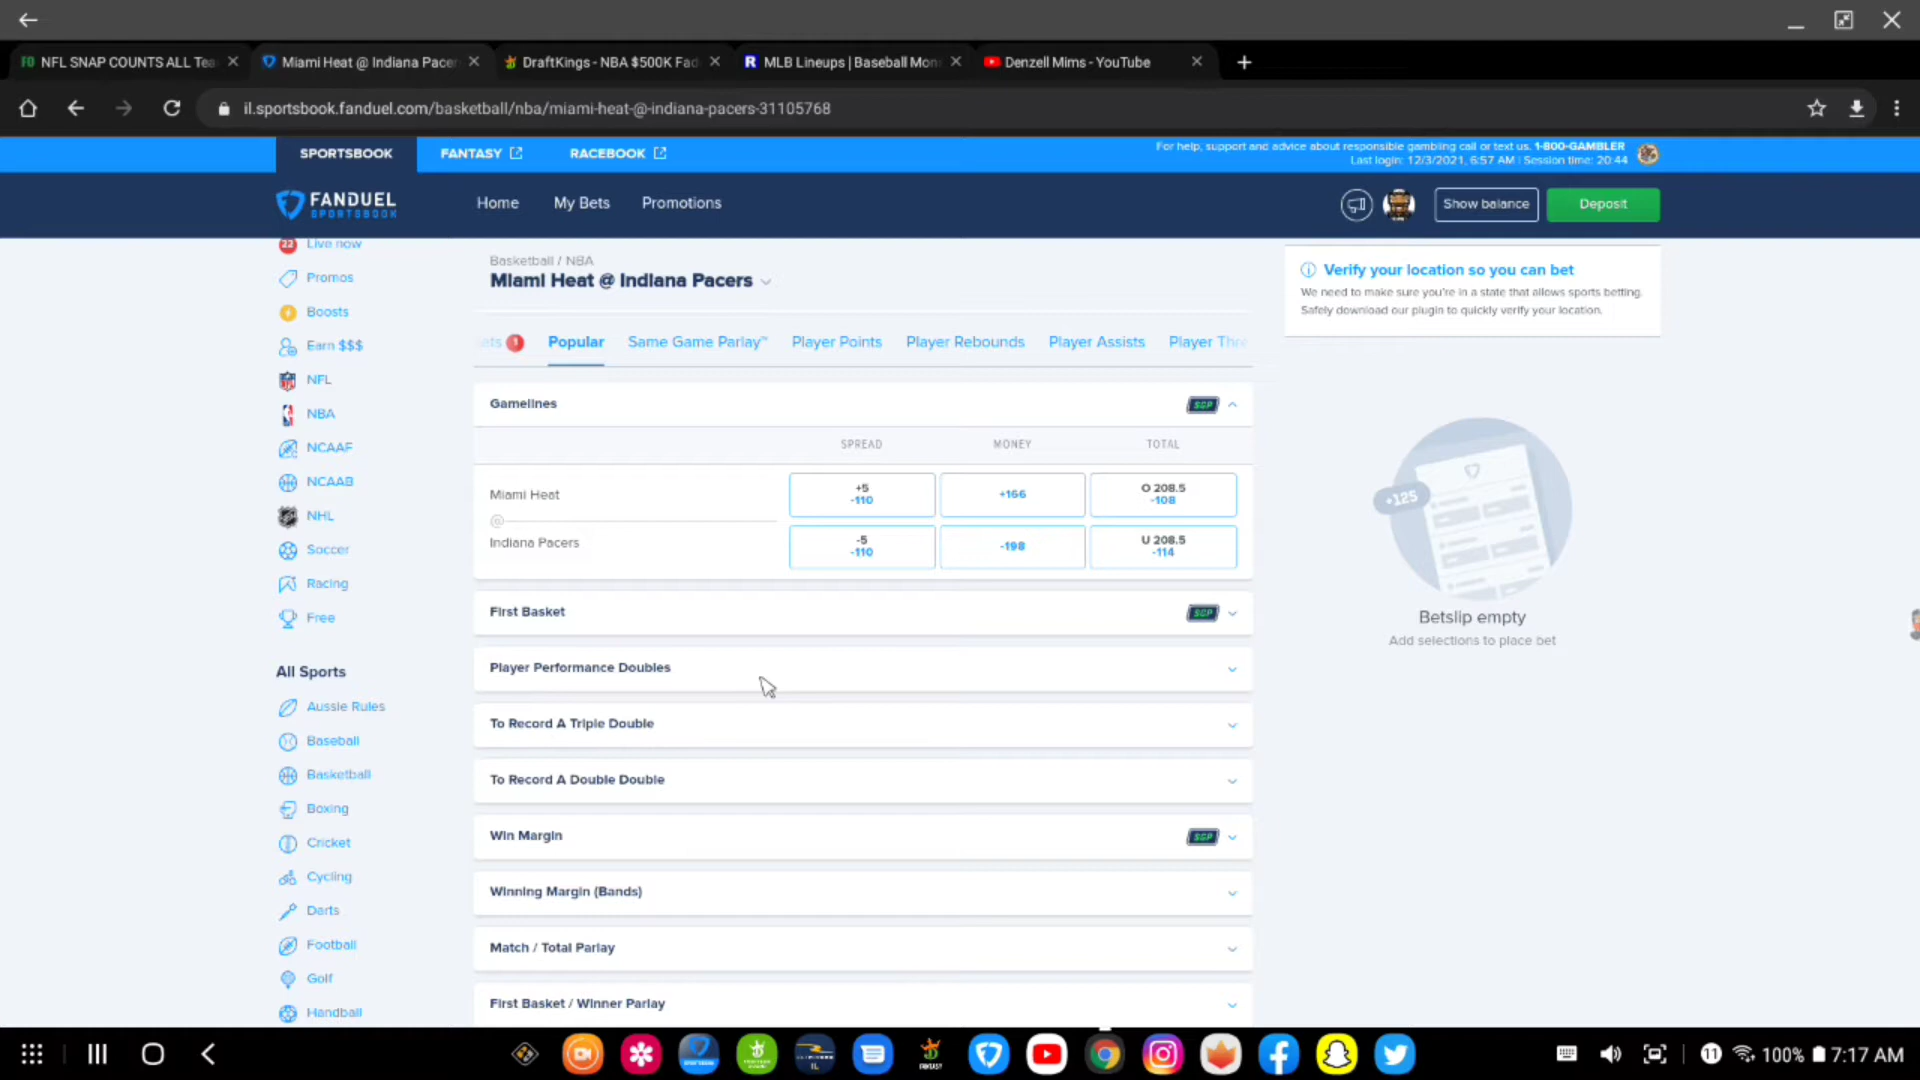 NFL SNAP COUNTS ALL Tea
Miami Heat @ Indiana Pacer
DraftKings - NBA $500K Fad
R MLB Lineups | Baseball Mon
Denzell Mims - YouTube
il.sportsbook.fanduel.com/basketball/nba/miami-heat-@-indiana-pacers-31105768
SPORTSBOOK
FANTASY
RACEBOOK
For help, support and advice about responsible gambling call or text us. 1-800-GAMBLER
Last login: 12/3/2021, 6:57 AM | Session time: 20:44
FANDUEL
SPORTSBOOK
Home
My Bets
Promotions
Show balance
Deposit
22 Live now
Promos
Boosts
Earn $$$
NFL
NBA
NCAAF
NCAAB
NHL
Soccer
Racing
Free
All Sports
Aussie Rules
Baseball
Basketball
Boxing
Cricket
Cycling
Darts
Football
Golf
Handball
Basketball / NBA
Miami Heat @ Indiana Pacers
ets 1
Popular
Same Game Parlay™
Player Points
Player Rebounds
Player Assists
Player Thre
Gamelines
SGP
SPREAD
MONEY
TOTAL
Miami Heat
+5
-110
+166
O 208.5
-108
@
Indiana Pacers
-5
-110
-198
U 208.5
-114
First Basket
SGP
Player Performance Doubles
To Record A Triple Double
To Record A Double Double
Win Margin
SGP
Winning Margin (Bands)
Match / Total Parlay
First Basket / Winner Parlay
Verify your location so you can bet
We need to make sure you're in a state that allows sports betting.
Safely download our plugin to quickly verify your location.
+125
Betslip empty
Add selections to place bet
11
100%
7:17 AM